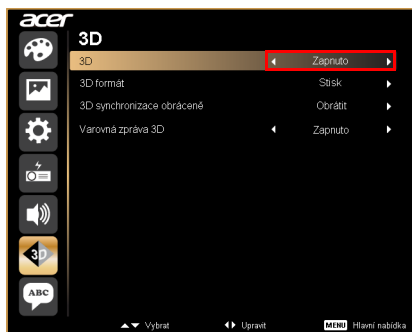 acer
3D
3D Zapnuto
3D formát Stisk
3D synchronizace obráceně Obrátit
Varovná zpráva 3D Zapnuto
3D
ABC
Vybrat Upravit MENU Hlavní nabídka